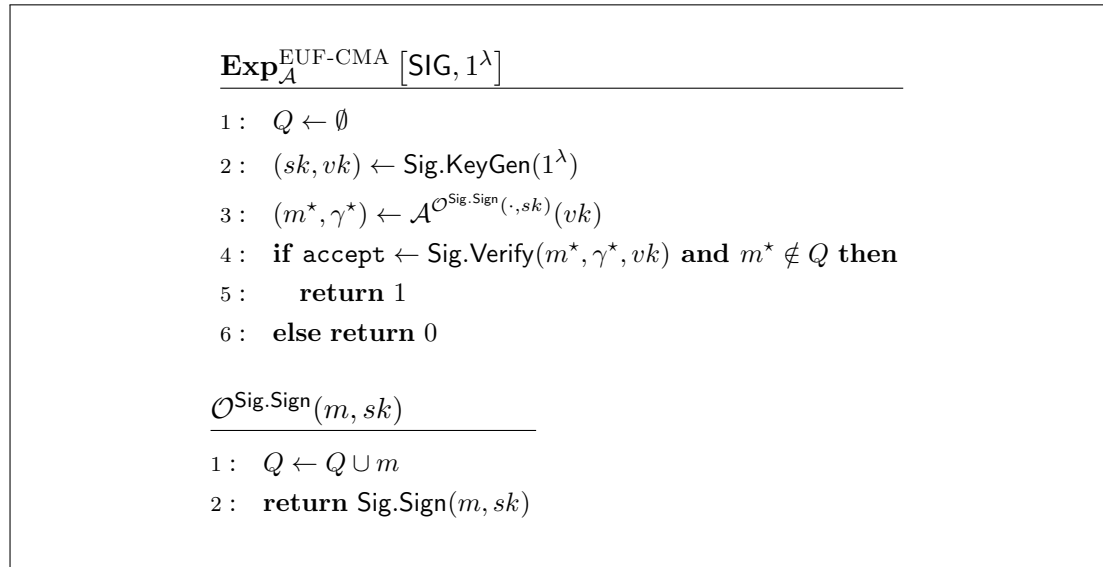 Exp_𝒜^EUF-CMA [SIG, 1^λ]
1 : Q ← ∅
2 : (sk, vk) ← Sig.KeyGen(1^λ)
3 : (m^⋆, γ^⋆) ← 𝒜^{𝒪^{Sig.Sign}(·,sk)}(vk)
4 : if accept ← Sig.Verify(m^⋆, γ^⋆, vk) and m^⋆ ∉ Q then
5 : return 1
6 : else return 0
𝒪^{Sig.Sign}(m, sk)
1 : Q ← Q ∪ m
2 : return Sig.Sign(m, sk)